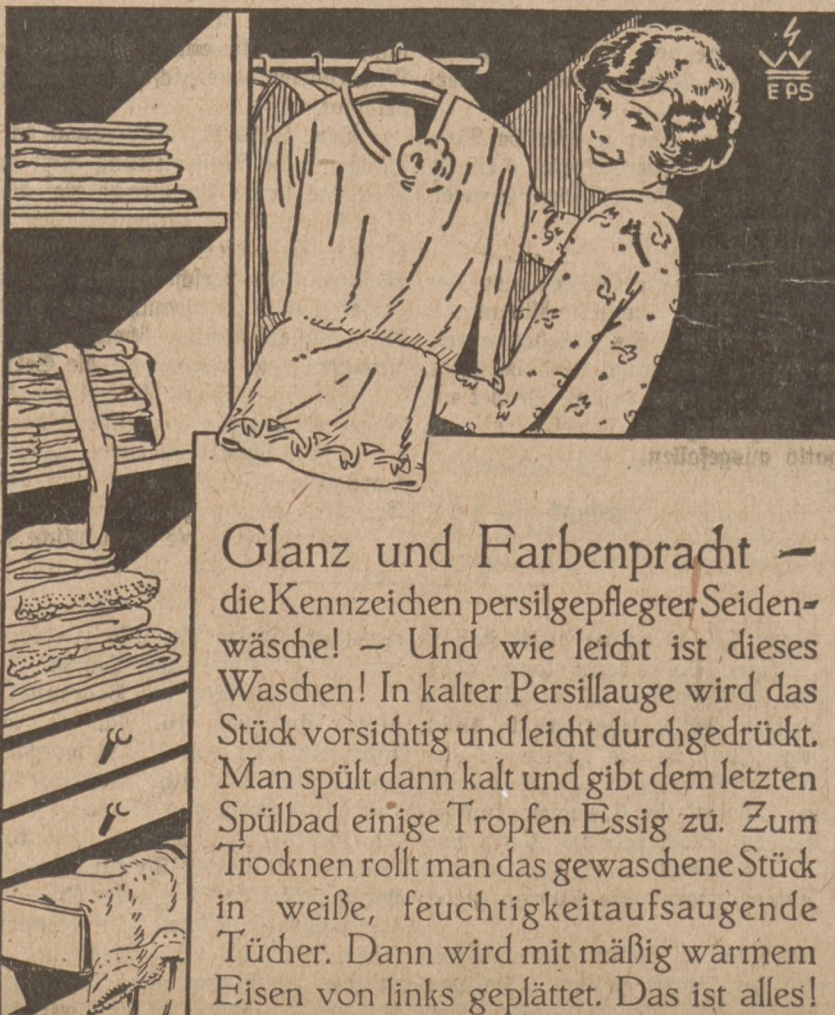 EPS
Glanz und Farbenpracht –
die Kennzeichen persilgepflegter Seiden-
wäsche! – Und wie leicht ist dieses
Waschen! In kalter Persillauge wird das
Stück vorsichtig und leicht durchgedrückt.
Man spült dann kalt und gibt dem letzten
Spülbad einige Tropfen Essig zu. Zum
Trocknen rollt man das gewaschene Stück
in weiße, feuchtigkeitaufsaugende
Tücher. Dann wird mit mäßig warmem
Eisen von links geplättet. Das ist alles!